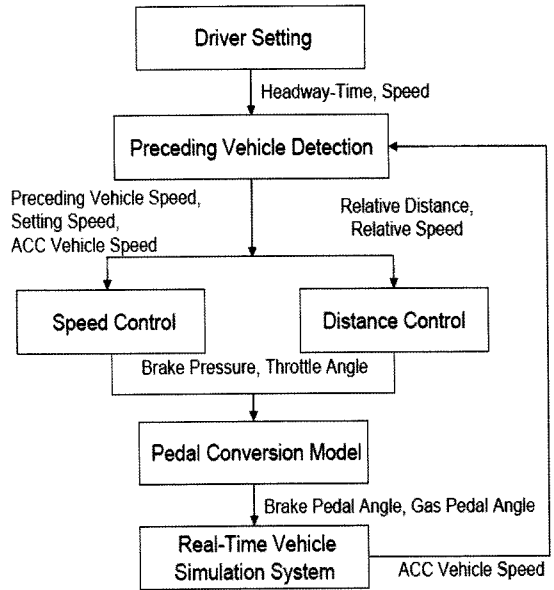 Driver Setting
Headway-Time, Speed
Preceding Vehicle Detection
Preceding Vehicle Speed,
Setting Speed,
ACC Vehicle Speed
Relative Distance,
Relative Speed
Speed Control
Distance Control
Brake Pressure, Throttle Angle
Pedal Conversion Model
Brake Pedal Angle, Gas Pedal Angle
Real-Time Vehicle
Simulation System
ACC Vehicle Speed